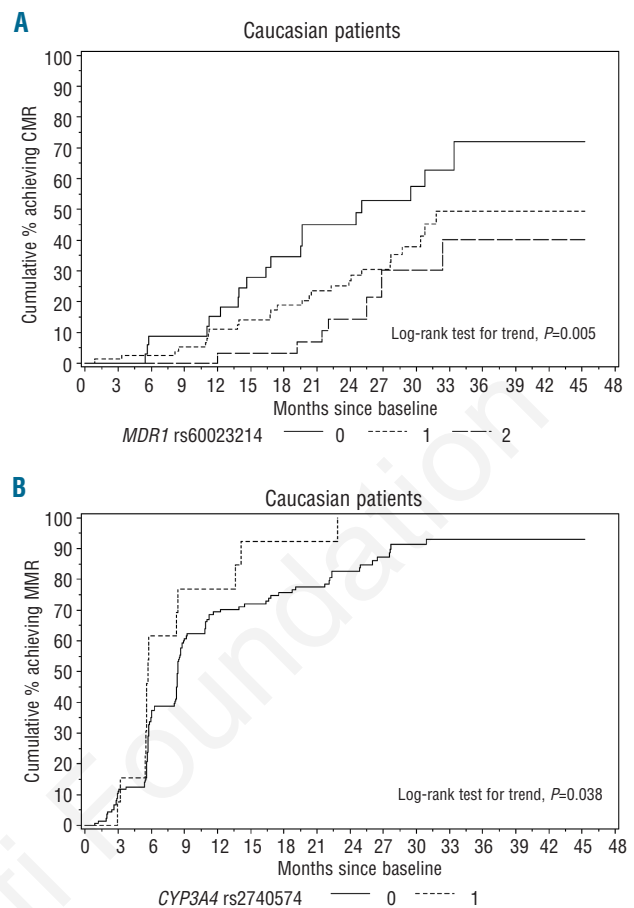 A
Caucasian patients
100
90
80
70
60
50
40
30
20
10
0
Cumulative % achieving CMR
Log-rank test for trend, P=0.005
0 3 6 9 12 15 18 21 24 27 30 33 36 39 42 45 48
Months since baseline
MDR1 rs60023214 0 1 2
B
Caucasian patients
100
90
80
70
60
50
40
30
20
10
0
Cumulative % achieving MMR
Log-rank test for trend, P=0.038
0 3 6 9 12 15 18 21 24 27 30 33 36 39 42 45 48
Months since baseline
CYP3A4 rs2740574 0 1
ti Foundation